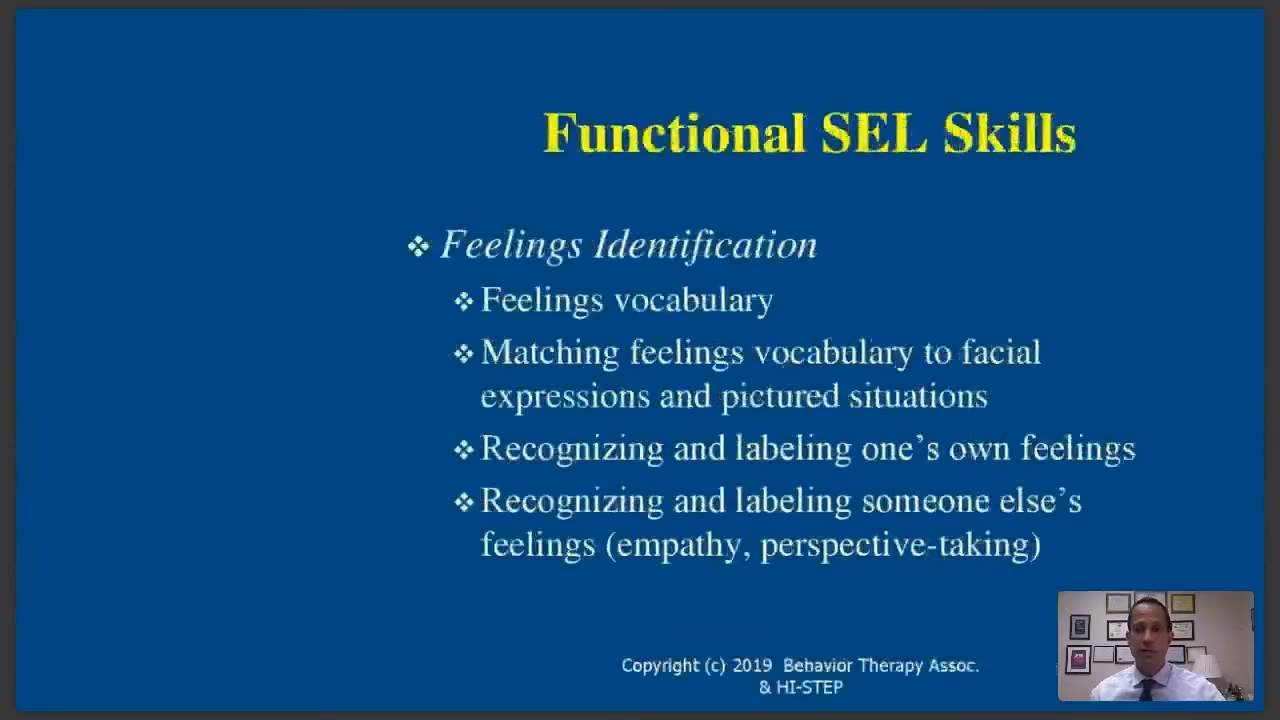 Functional SEL Skills
❖ Feelings Identification
❖ Feelings vocabulary
❖ Matching feelings vocabulary to facial
expressions and pictured situations
❖ Recognizing and labeling one's own feelings
❖ Recognizing and labeling someone else's
feelings (empathy, perspective-taking)
Copyright (c) 2019 Behavior Therapy Assoc.
& HI-STEP